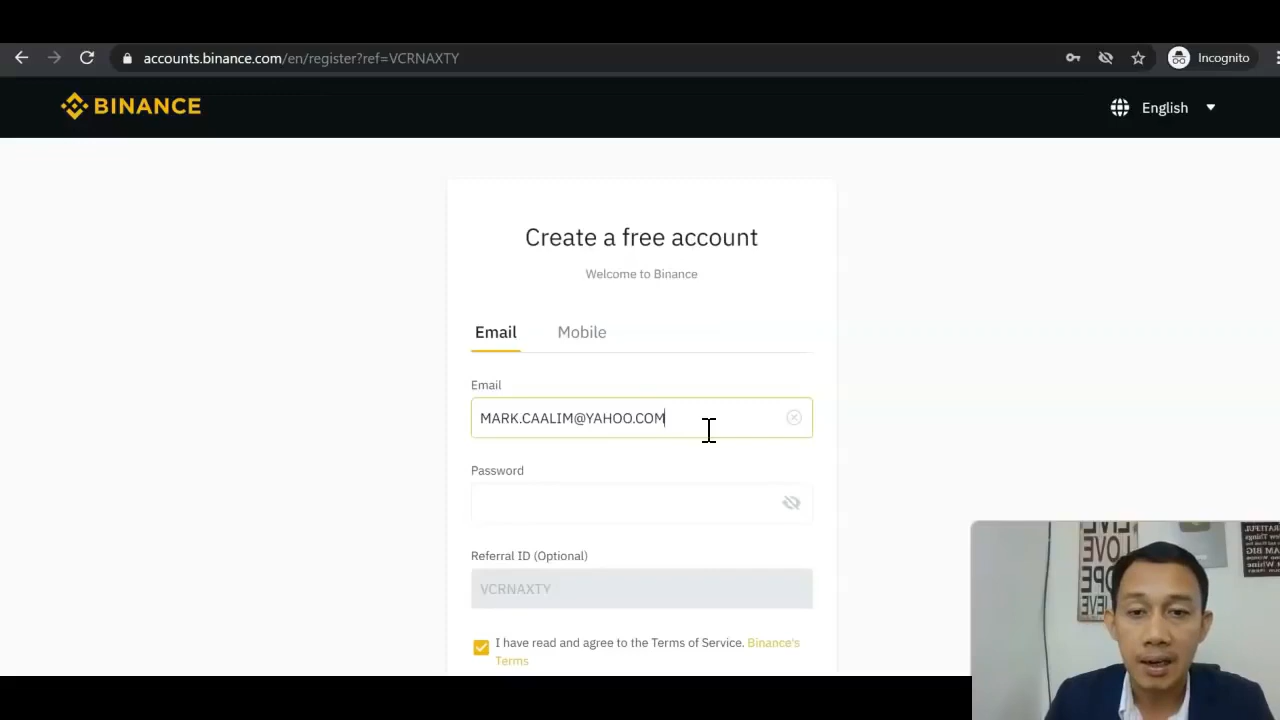 accounts.binance.com/en/register?ref=VCRNAXTY
Incognito
BINANCE
English
Create a free account
Welcome to Binance
Email
Mobile
Email
MARK.CAALIM@YAHOO.COM
Password
Referral ID (Optional)
VCRNAXTY
I have read and agree to the Terms of Service. Binance's
Terms
LIVE
LOVE